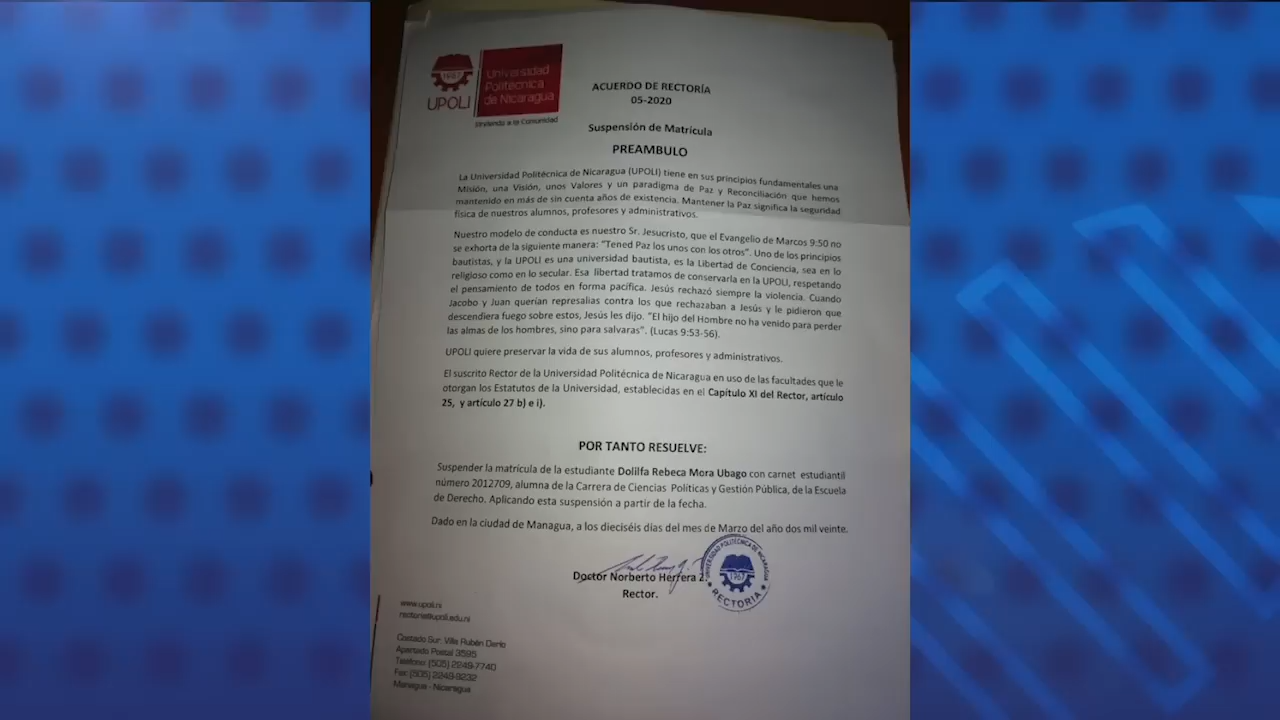 1967
UPOLI
Universidad
Politécnica
de Nicaragua
Sirviendo a la Comunidad
ACUERDO DE RECTORÍA
05-2020
Suspensión de Matrícula
PREAMBULO
La Universidad Politécnica de Nicaragua (UPOLI) tiene en sus principios fundamentales una
Misión, una Visión, unos Valores y un paradigma de Paz y Reconciliación que hemos
mantenido en más de sin cuenta años de existencia. Mantener la Paz significa la seguridad
física de nuestros alumnos, profesores y administrativos.
Nuestro modelo de conducta es nuestro Sr. Jesucristo, que el Evangelio de Marcos 9:50 no
se exhorta de la siguiente manera: "Tened Paz los unos con los otros". Uno de los principios
bautistas, y la UPOLI es una universidad bautista, es la Libertad de Conciencia, sea en lo
religioso como en lo secular. Esa libertad tratamos de conservarla en la UPOLI, respetando
el pensamiento de todos en forma pacífica. Jesús rechazó siempre la violencia. Cuando
Jacobo y Juan querían represalias contra los que rechazaban a Jesús y le pidieron que
descendiera fuego sobre estos, Jesús les dijo. "El hijo del Hombre no ha venido para perder
las almas de los hombres, sino para salvaras". (Lucas 9:53-56).
UPOLI quiere preservar la vida de sus alumnos, profesores y administrativos.
El suscrito Rector de la Universidad Politécnica de Nicaragua en uso de las facultades que le
otorgan los Estatutos de la Universidad, establecidas en el Capítulo XI del Rector, artículo
25, y artículo 27 b) e i).
POR TANTO RESUELVE:
Suspender la matrícula de la estudiante Dolilfa Rebeca Mora Ubago con carnet estudiantil
número 2012709, alumna de la Carrera de Ciencias Políticas y Gestión Pública, de la Escuela
de Derecho. Aplicando esta suspensión a partir de la fecha.
Dado en la ciudad de Managua, a los dieciséis días del mes de Marzo del año dos mil veinte.
Doctor Norberto Herrera Z.
Rector.
UNIVERSIDAD POLITECNICA DE NICARAGUA
1967
RECTORIA
www.upoli.ni
rectoria@upoli.edu.ni
Costado Sur. Villa Rubén Darío
Apartado Postal 3595
Teléfono: (505) 2249-7740
Fax: (505) 2249-9232
Managua - Nicaragua